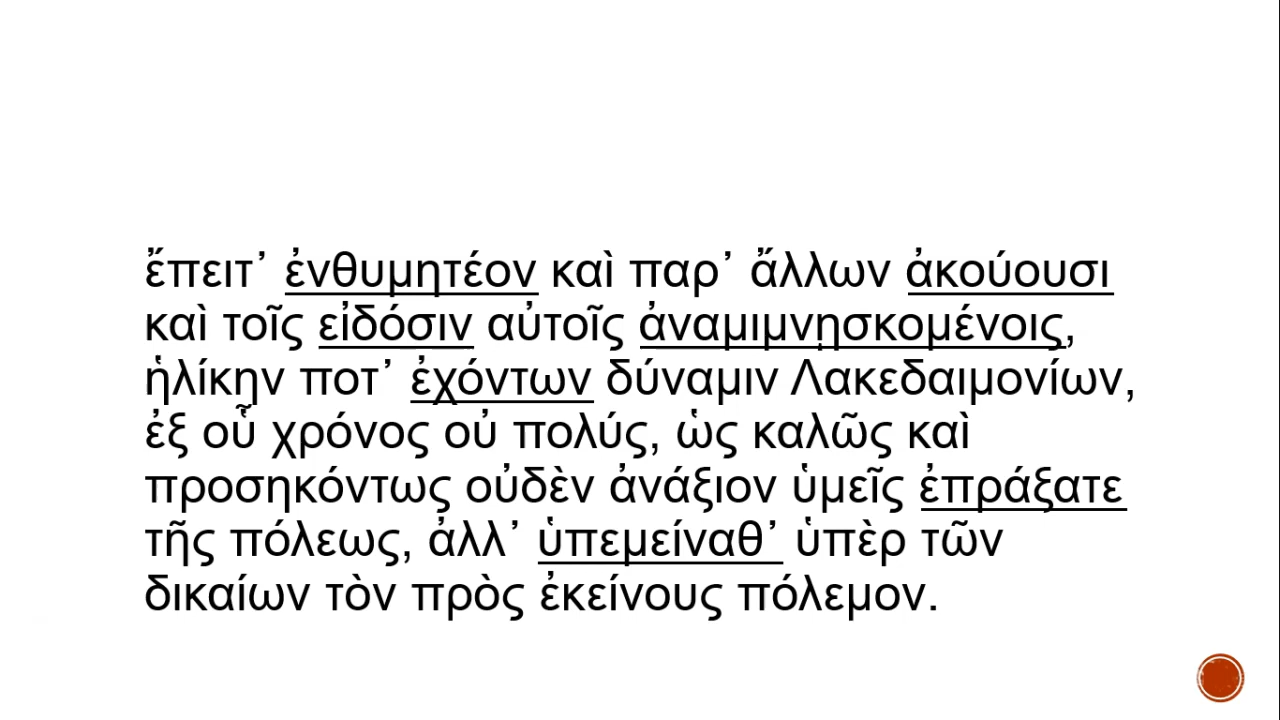 ἔπειτ᾽ ἐνθυμητέον καὶ παρ᾽ ἄλλων ἀκούουσι
καὶ τοῖς εἰδόσιν αὐτοῖς ἀναμιμνῃσκομένοις,
ἡλίκην ποτ᾽ ἐχόντων δύναμιν Λακεδαιμονίων,
ἐξ οὗ χρόνος οὐ πολύς, ὡς καλῶς καὶ
προσηκόντως οὐδὲν ἀνάξιον ὑμεῖς ἐπράξατε
τῆς πόλεως, ἀλλ᾽ ὑπεμείναθ᾽ ὑπὲρ τῶν
δικαίων τὸν πρὸς ἐκείνους πόλεμον.